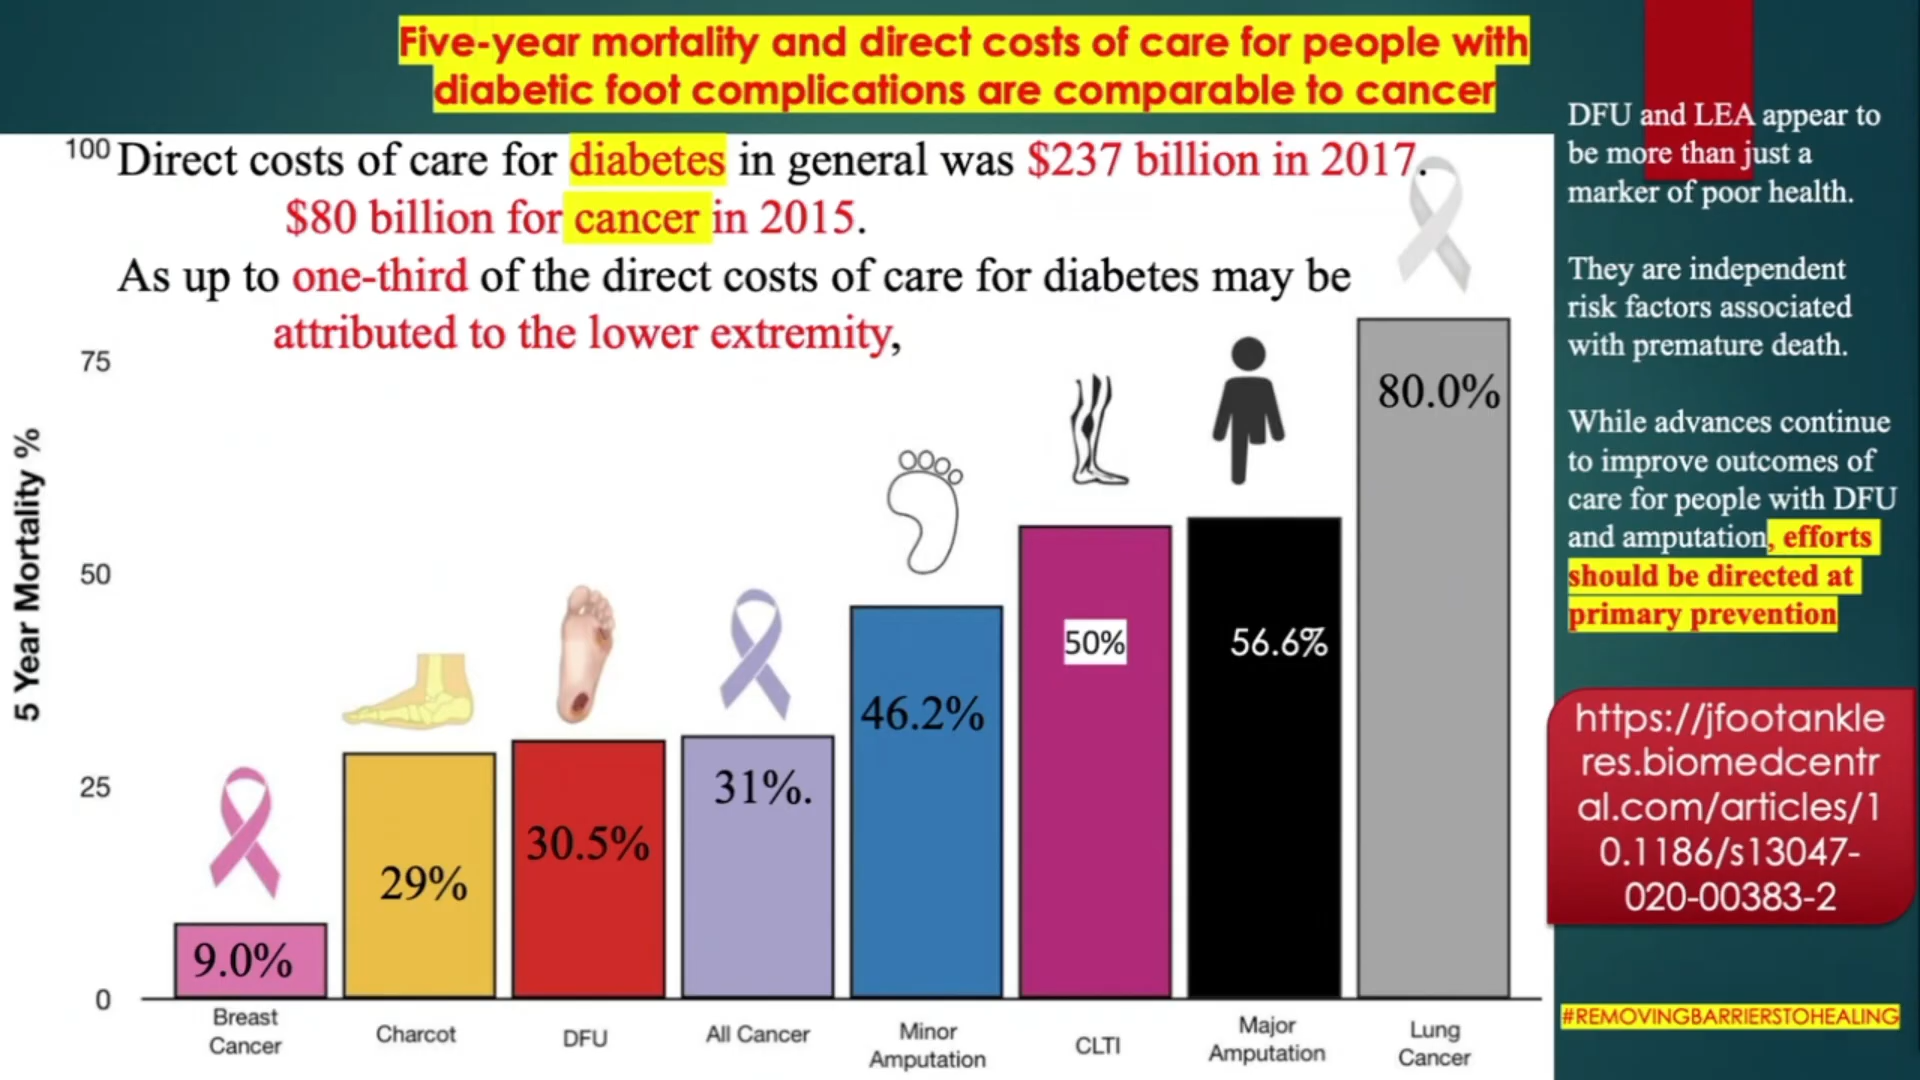 Five-year mortality and direct costs of care for people with
diabetic foot complications are comparable to cancer
Direct costs of care for diabetes in general was $237 billion in 2017.
$80 billion for cancer in 2015.
As up to one-third of the direct costs of care for diabetes may be
attributed to the lower extremity,
5 Year Mortality %
100
75
50
25
0
9.0%
29%
30.5%
31%.
46.2%
50%
56.6%
80.0%
Breast
Cancer
Charcot
DFU
All Cancer
Minor
Amputation
CLTI
Major
Amputation
Lung
Cancer
DFU and LEA appear to
be more than just a
marker of poor health.
They are independent
risk factors associated
with premature death.
While advances continue
to improve outcomes of
care for people with DFU
and amputation, efforts
should be directed at
primary prevention
https://jfootankle
res.biomedcentr
al.com/articles/1
0.1186/s13047-
020-00383-2
#REMOVINGBARRIERSTOHEALING